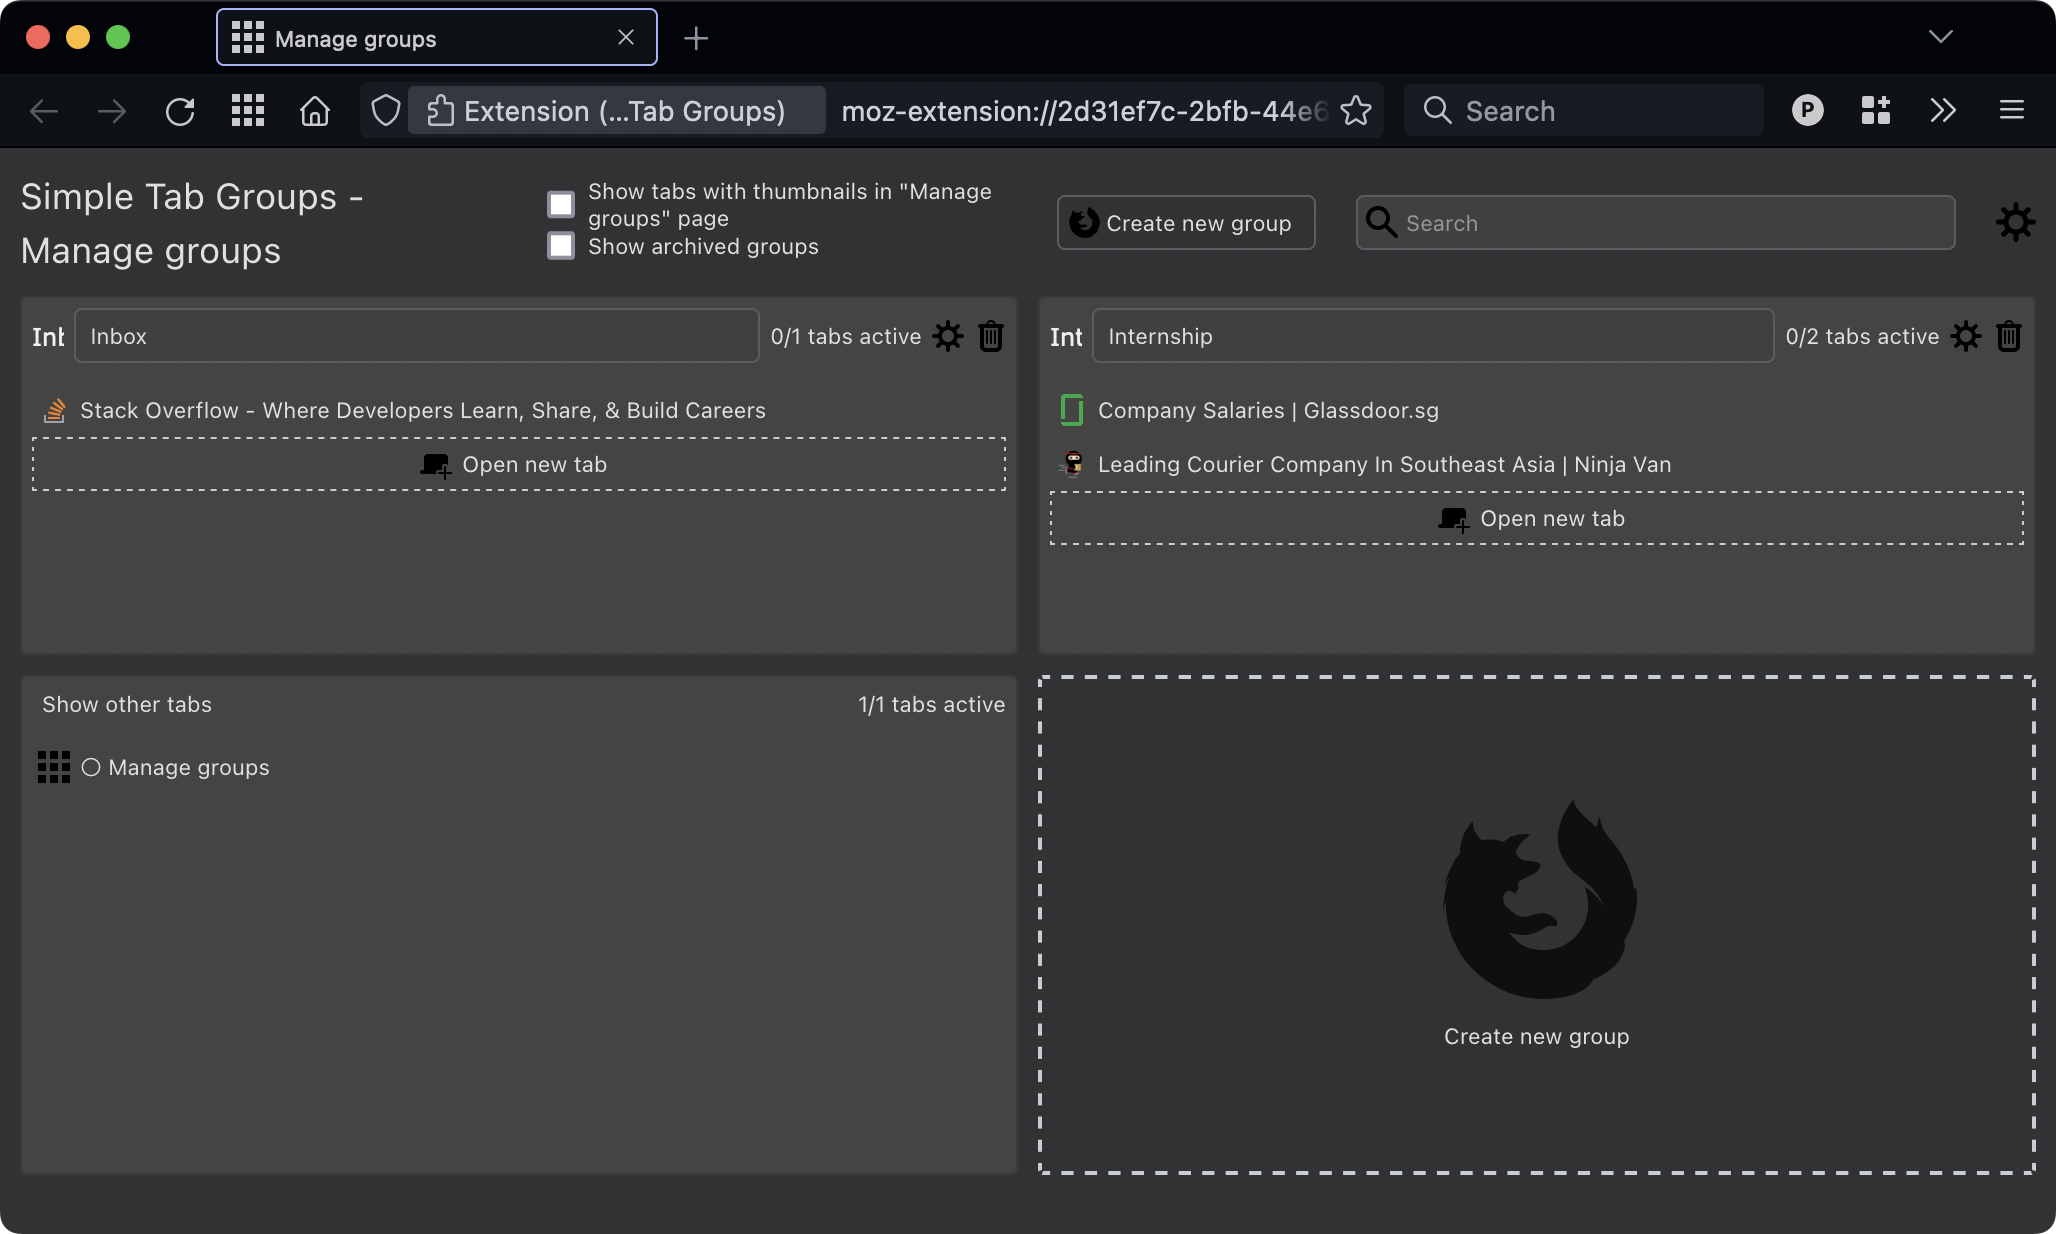 Manage groups
Extension (...Tab Groups)
moz-extension://2d31ef7c-2bfb-44e6
Search
P
Simple Tab Groups -
Manage groups
Show tabs with thumbnails in "Manage
groups" page
Show archived groups
Create new group
Search
Inb
Inbox
0/1 tabs active
Stack Overflow - Where Developers Learn, Share, & Build Careers
Open new tab
Int
Internship
0/2 tabs active
Company Salaries | Glassdoor.sg
Leading Courier Company In Southeast Asia | Ninja Van
Open new tab
Show other tabs
1/1 tabs active
Manage groups
Create new group